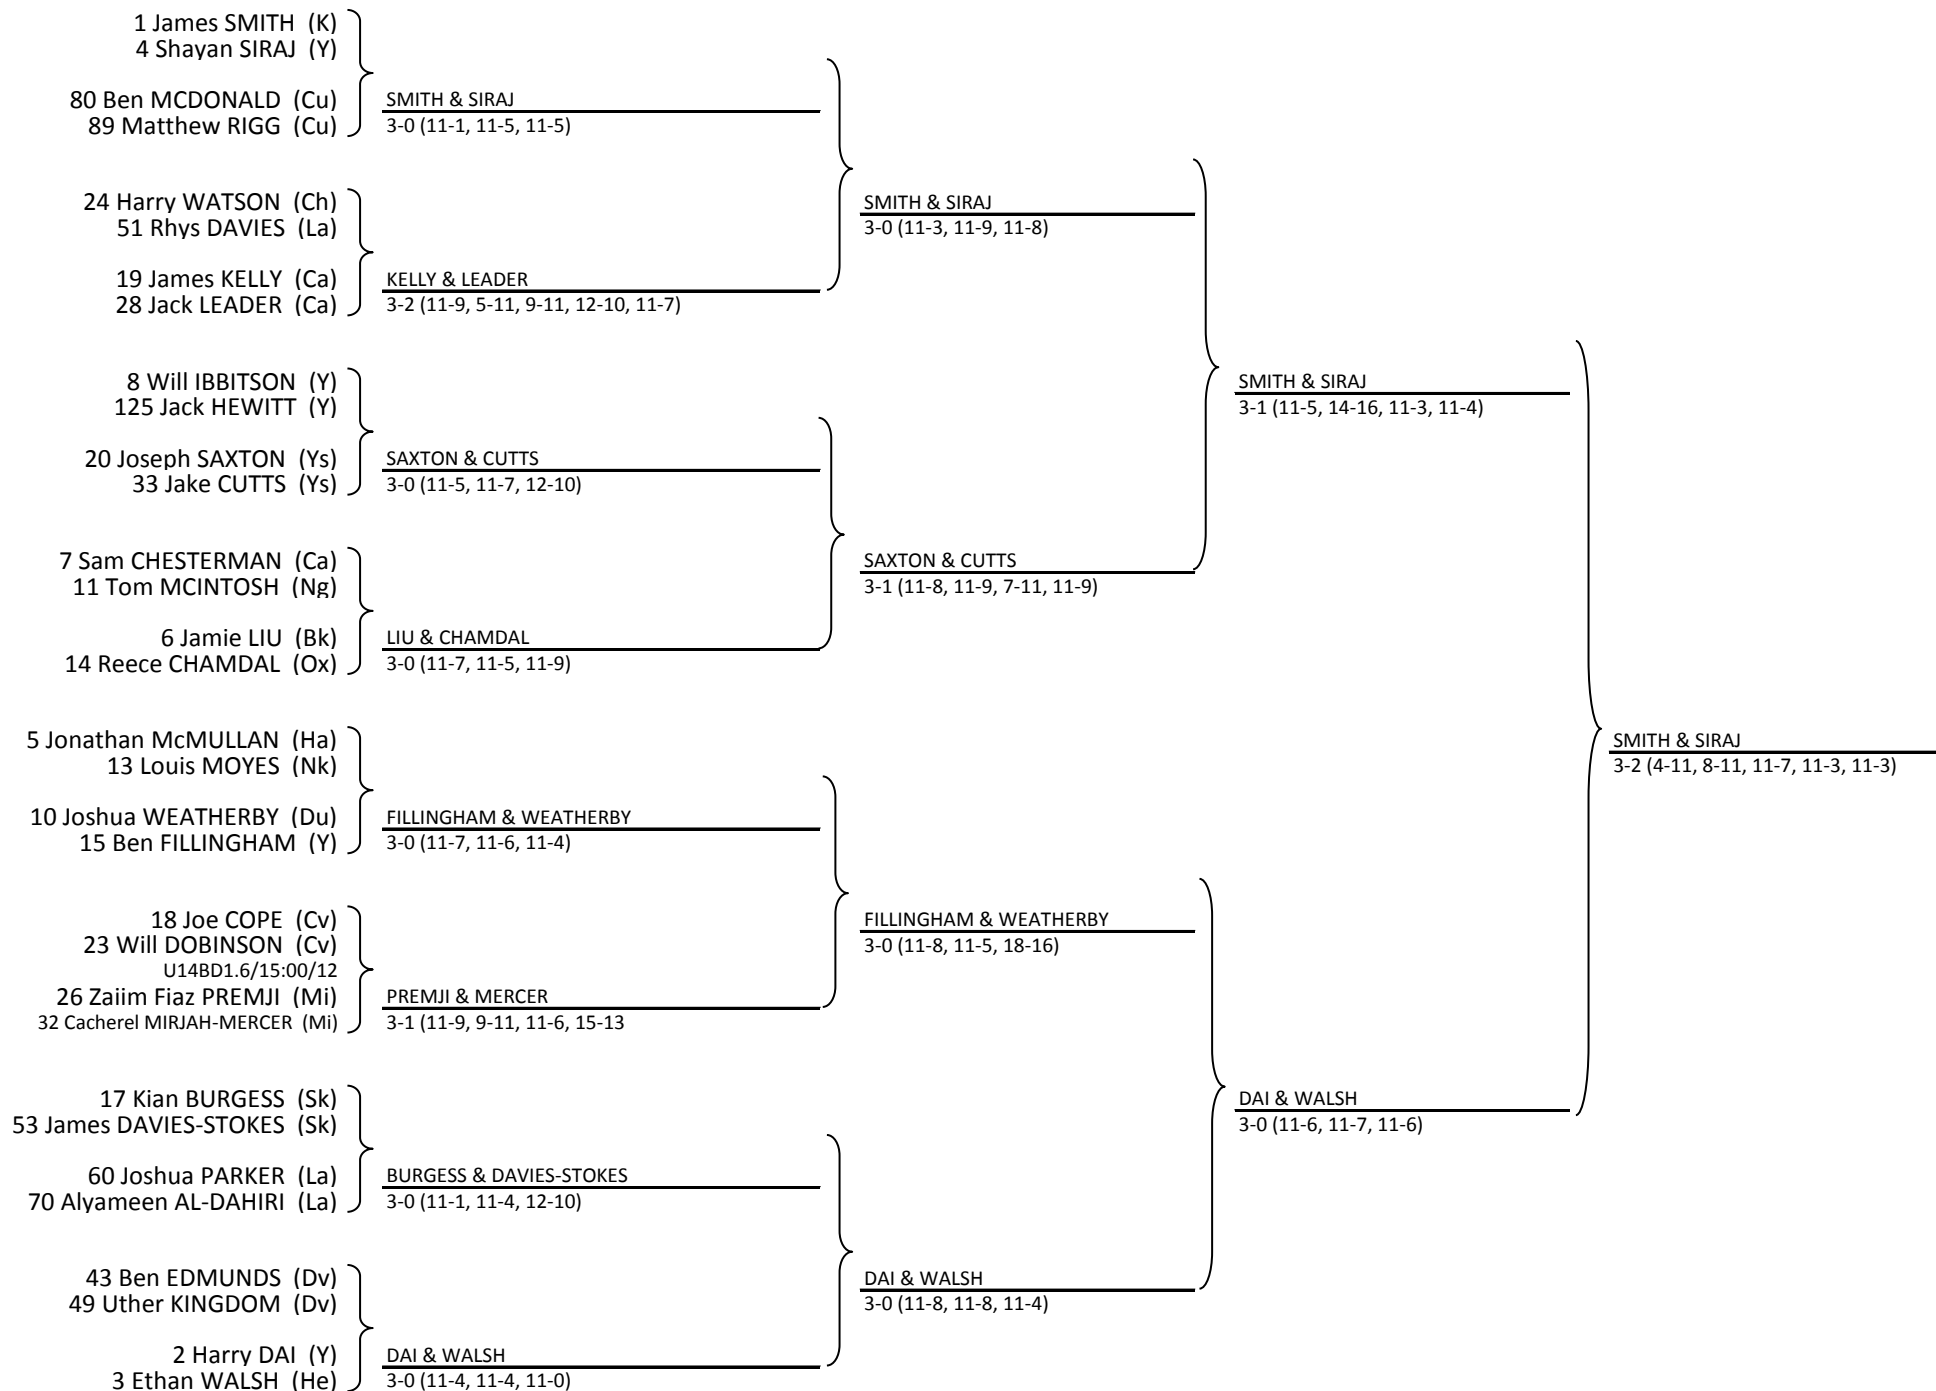 1 James SMITH (K)
4 Shayan SIRAJ (Y)
80 Ben MCDONALD (Cu)
89 Matthew RIGG (Cu)
SMITH & SIRAJ
3-0 (11-1, 11-5, 11-5)
24 Harry WATSON (Ch)
51 Rhys DAVIES (La)
19 James KELLY (Ca)
28 Jack LEADER (Ca)
KELLY & LEADER
3-2 (11-9, 5-11, 9-11, 12-10, 11-7)
SMITH & SIRAJ
3-0 (11-3, 11-9, 11-8)
8 Will IBBITSON (Y)
125 Jack HEWITT (Y)
20 Joseph SAXTON (Ys)
33 Jake CUTTS (Ys)
SAXTON & CUTTS
3-0 (11-5, 11-7, 12-10)
7 Sam CHESTERMAN (Ca)
11 Tom MCINTOSH (Ng)
6 Jamie LIU (Bk)
14 Reece CHAMDAL (Ox)
LIU & CHAMDAL
3-0 (11-7, 11-5, 11-9)
SAXTON & CUTTS
3-1 (11-8, 11-9, 7-11, 11-9)
SMITH & SIRAJ
3-1 (11-5, 14-16, 11-3, 11-4)
5 Jonathan McMULLAN (Ha)
13 Louis MOYES (Nk)
10 Joshua WEATHERBY (Du)
15 Ben FILLINGHAM (Y)
FILLINGHAM & WEATHERBY
3-0 (11-7, 11-6, 11-4)
18 Joe COPE (Cv)
23 Will DOBINSON (Cv)
U14BD1.6/15:00/12
26 Zaiim Fiaz PREMJI (Mi)
32 Cacherel MIRJAH-MERCER (Mi)
PREMJI & MERCER
3-1 (11-9, 9-11, 11-6, 15-13
FILLINGHAM & WEATHERBY
3-0 (11-8, 11-5, 18-16)
17 Kian BURGESS (Sk)
53 James DAVIES-STOKES (Sk)
60 Joshua PARKER (La)
70 Alyameen AL-DAHIRI (La)
BURGESS & DAVIES-STOKES
3-0 (11-1, 11-4, 12-10)
43 Ben EDMUNDS (Dv)
49 Uther KINGDOM (Dv)
2 Harry DAI (Y)
3 Ethan WALSH (He)
DAI & WALSH
3-0 (11-4, 11-4, 11-0)
DAI & WALSH
3-0 (11-8, 11-8, 11-4)
DAI & WALSH
3-0 (11-6, 11-7, 11-6)
SMITH & SIRAJ
3-2 (4-11, 8-11, 11-7, 11-3, 11-3)